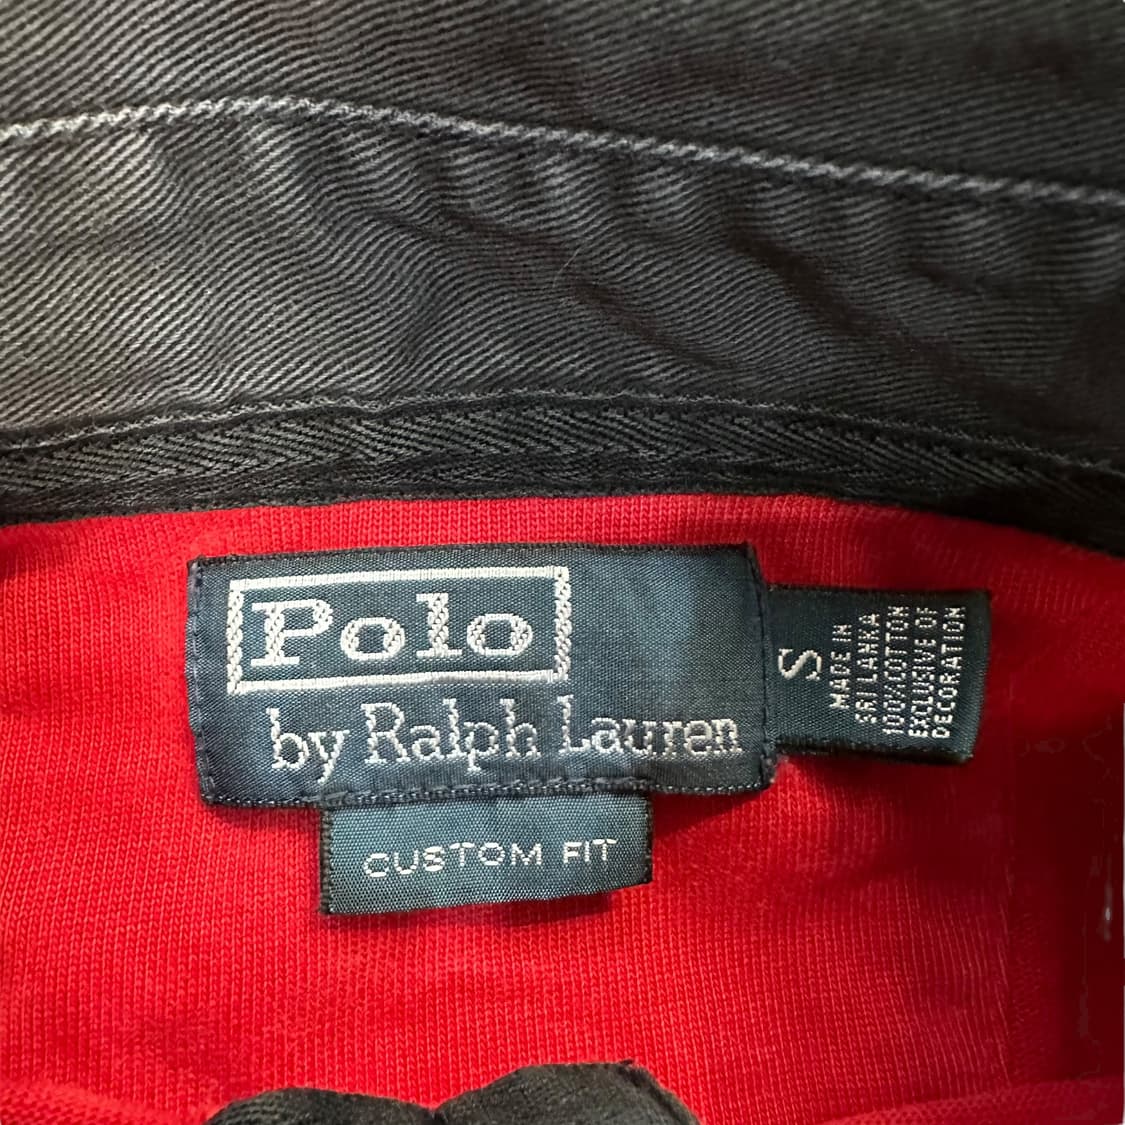 Polo
by Ralph Lauren
CUSTOM FIT
S
MADE IN
SRI LANKA
100% COTTON
EXCLUSIVE OF
DECORATION